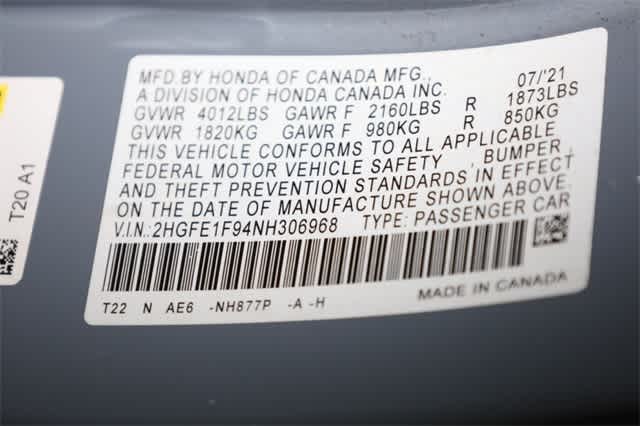 MFD.BY HONDA OF CANADA MFG., 07/'21
A DIVISION OF HONDA CANADA INC.
GVWR 4012LBS GAWR F 2160LBS R 1873LBS
GVWR 1820KG GAWR F 980KG R 850KG
THIS VEHICLE CONFORMS TO ALL APPLICABLE
FEDERAL MOTOR VEHICLE SAFETY, BUMPER,
AND THEFT PREVENTION STANDARDS IN EFFECT
ON THE DATE OF MANUFACTURE SHOWN ABOVE.
V.I.N.:2HGFE1F94NH306968 TYPE: PASSENGER CAR
T22 N AE6 -NH877P -A -H MADE IN CANADA
T20 A1